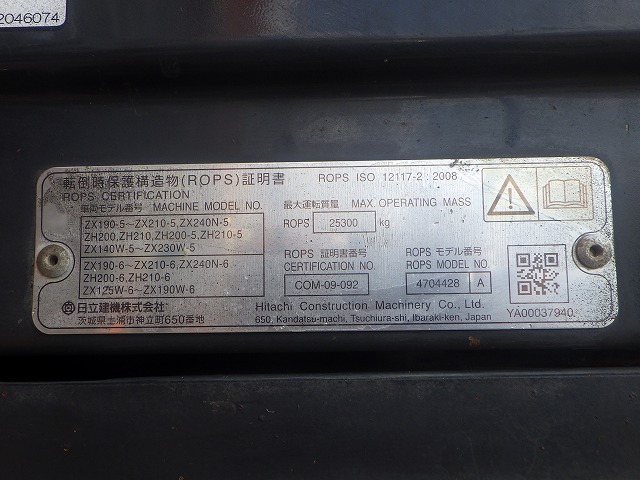 2046074
転倒時保護構造物(ROPS)証明書 ROPS ISO 12117-2 : 2008
ROPS CERTIFICATION
車両モデル番号 MACHINE MODEL NO. 最大運転質量 MAX. OPERATING MASS
ZX190-5~ZX210-5,ZX240N-5
ZH200,ZH210,ZH200-5,ZH210-5
ZX140W-5~ZX230W-5
ROPS 25300 kg
ZX190-6~ZX210-6,ZX240N-6
ZH200-6,ZH210-6
ZX125W-6~ZX190W-6
ROPS 証明書番号 ROPS モデル番号
CERTIFICATION NO. ROPS MODEL NO.
COM-09-092 4704428 A
日立建機株式会社 Hitachi Construction Machinery Co., Ltd.
茨城県土浦市神立町650番地 650, Kandatsu-machi, Tsuchiura-shi, Ibaraki-ken, Japan
YA00037940